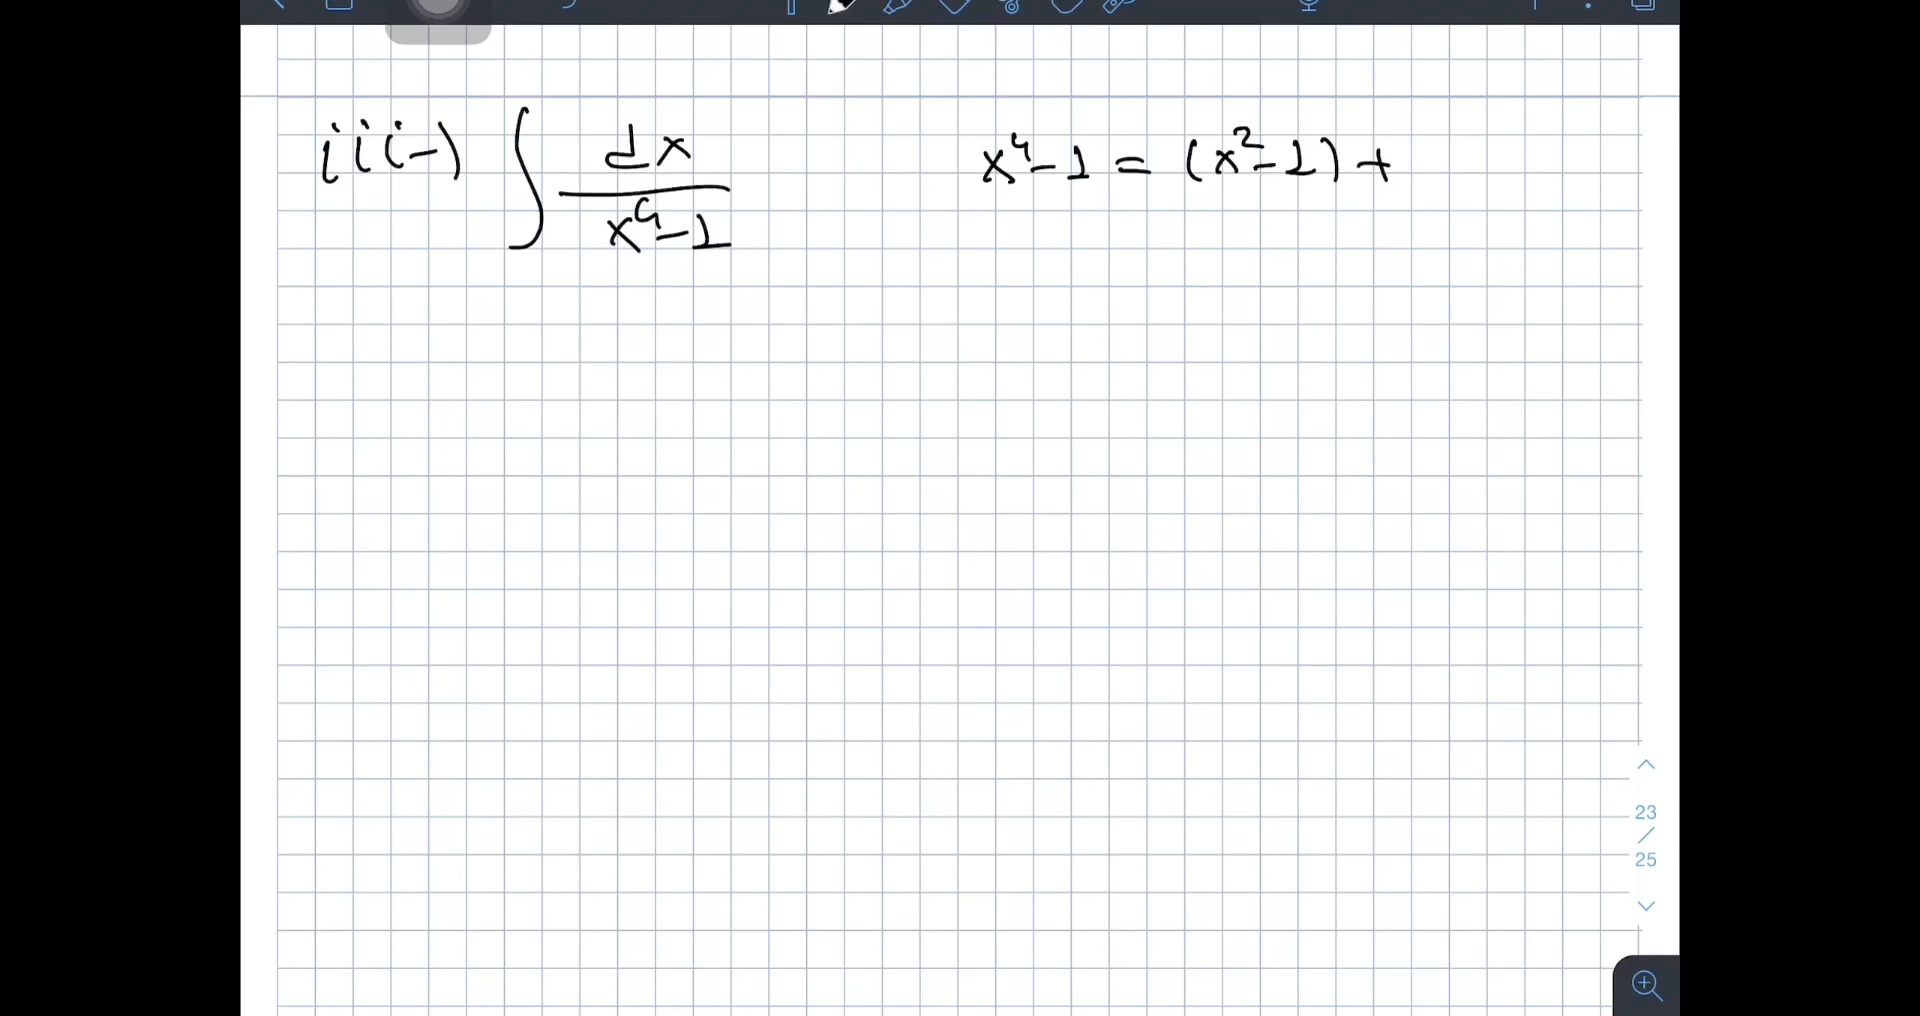 iii-) ∫ dx / x⁴-1
x⁴-1 = (x²-1) +
23
/
25